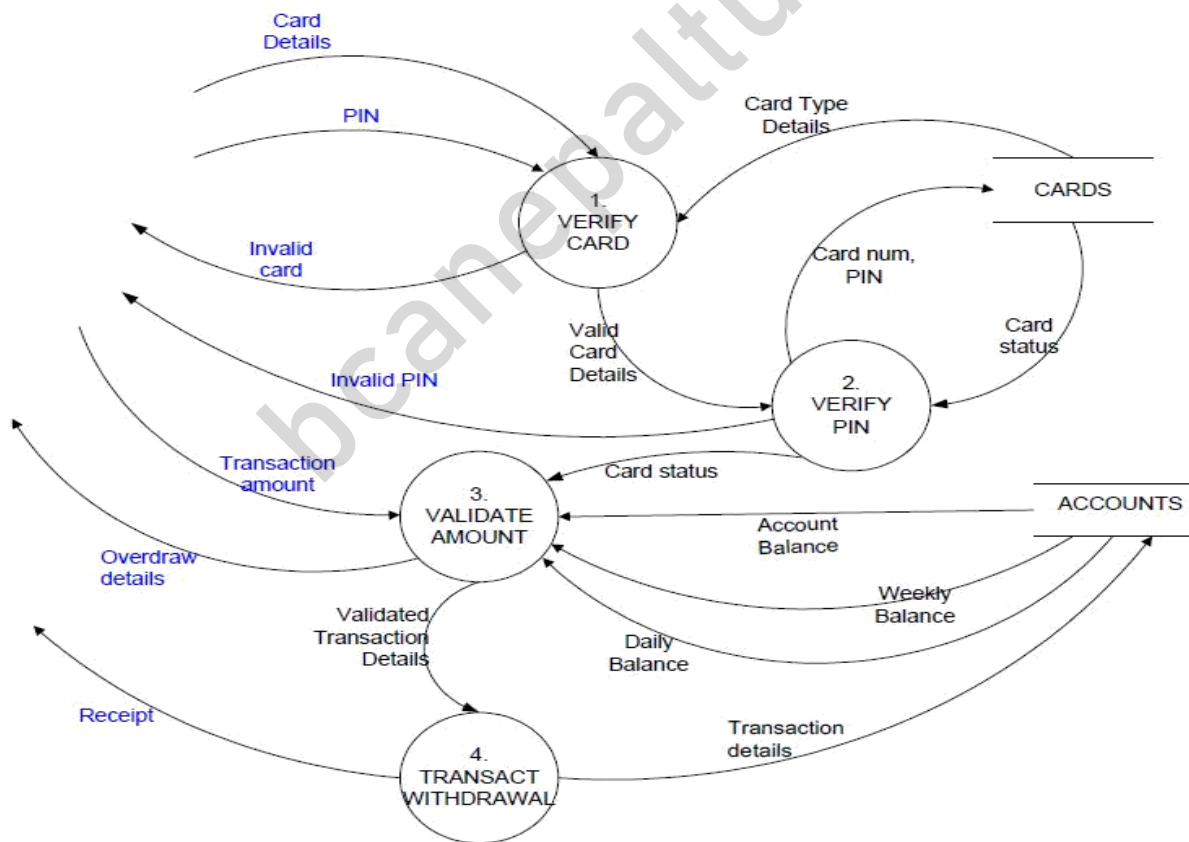 Card
Details
PIN
Card Type
Details
CARDS
1.
VERIFY
CARD
Invalid
card
Card num,
PIN
Valid
Card
Details
Card
status
Invalid PIN
2.
VERIFY
PIN
Transaction
amount
Card status
3.
VALIDATE
AMOUNT
ACCOUNTS
Account
Balance
Overdraw
details
Weekly
Balance
Validated
Transaction
Details
Daily
Balance
Receipt
Transaction
details
4.
TRANSACT
WITHDRAWAL
bcanepaltu